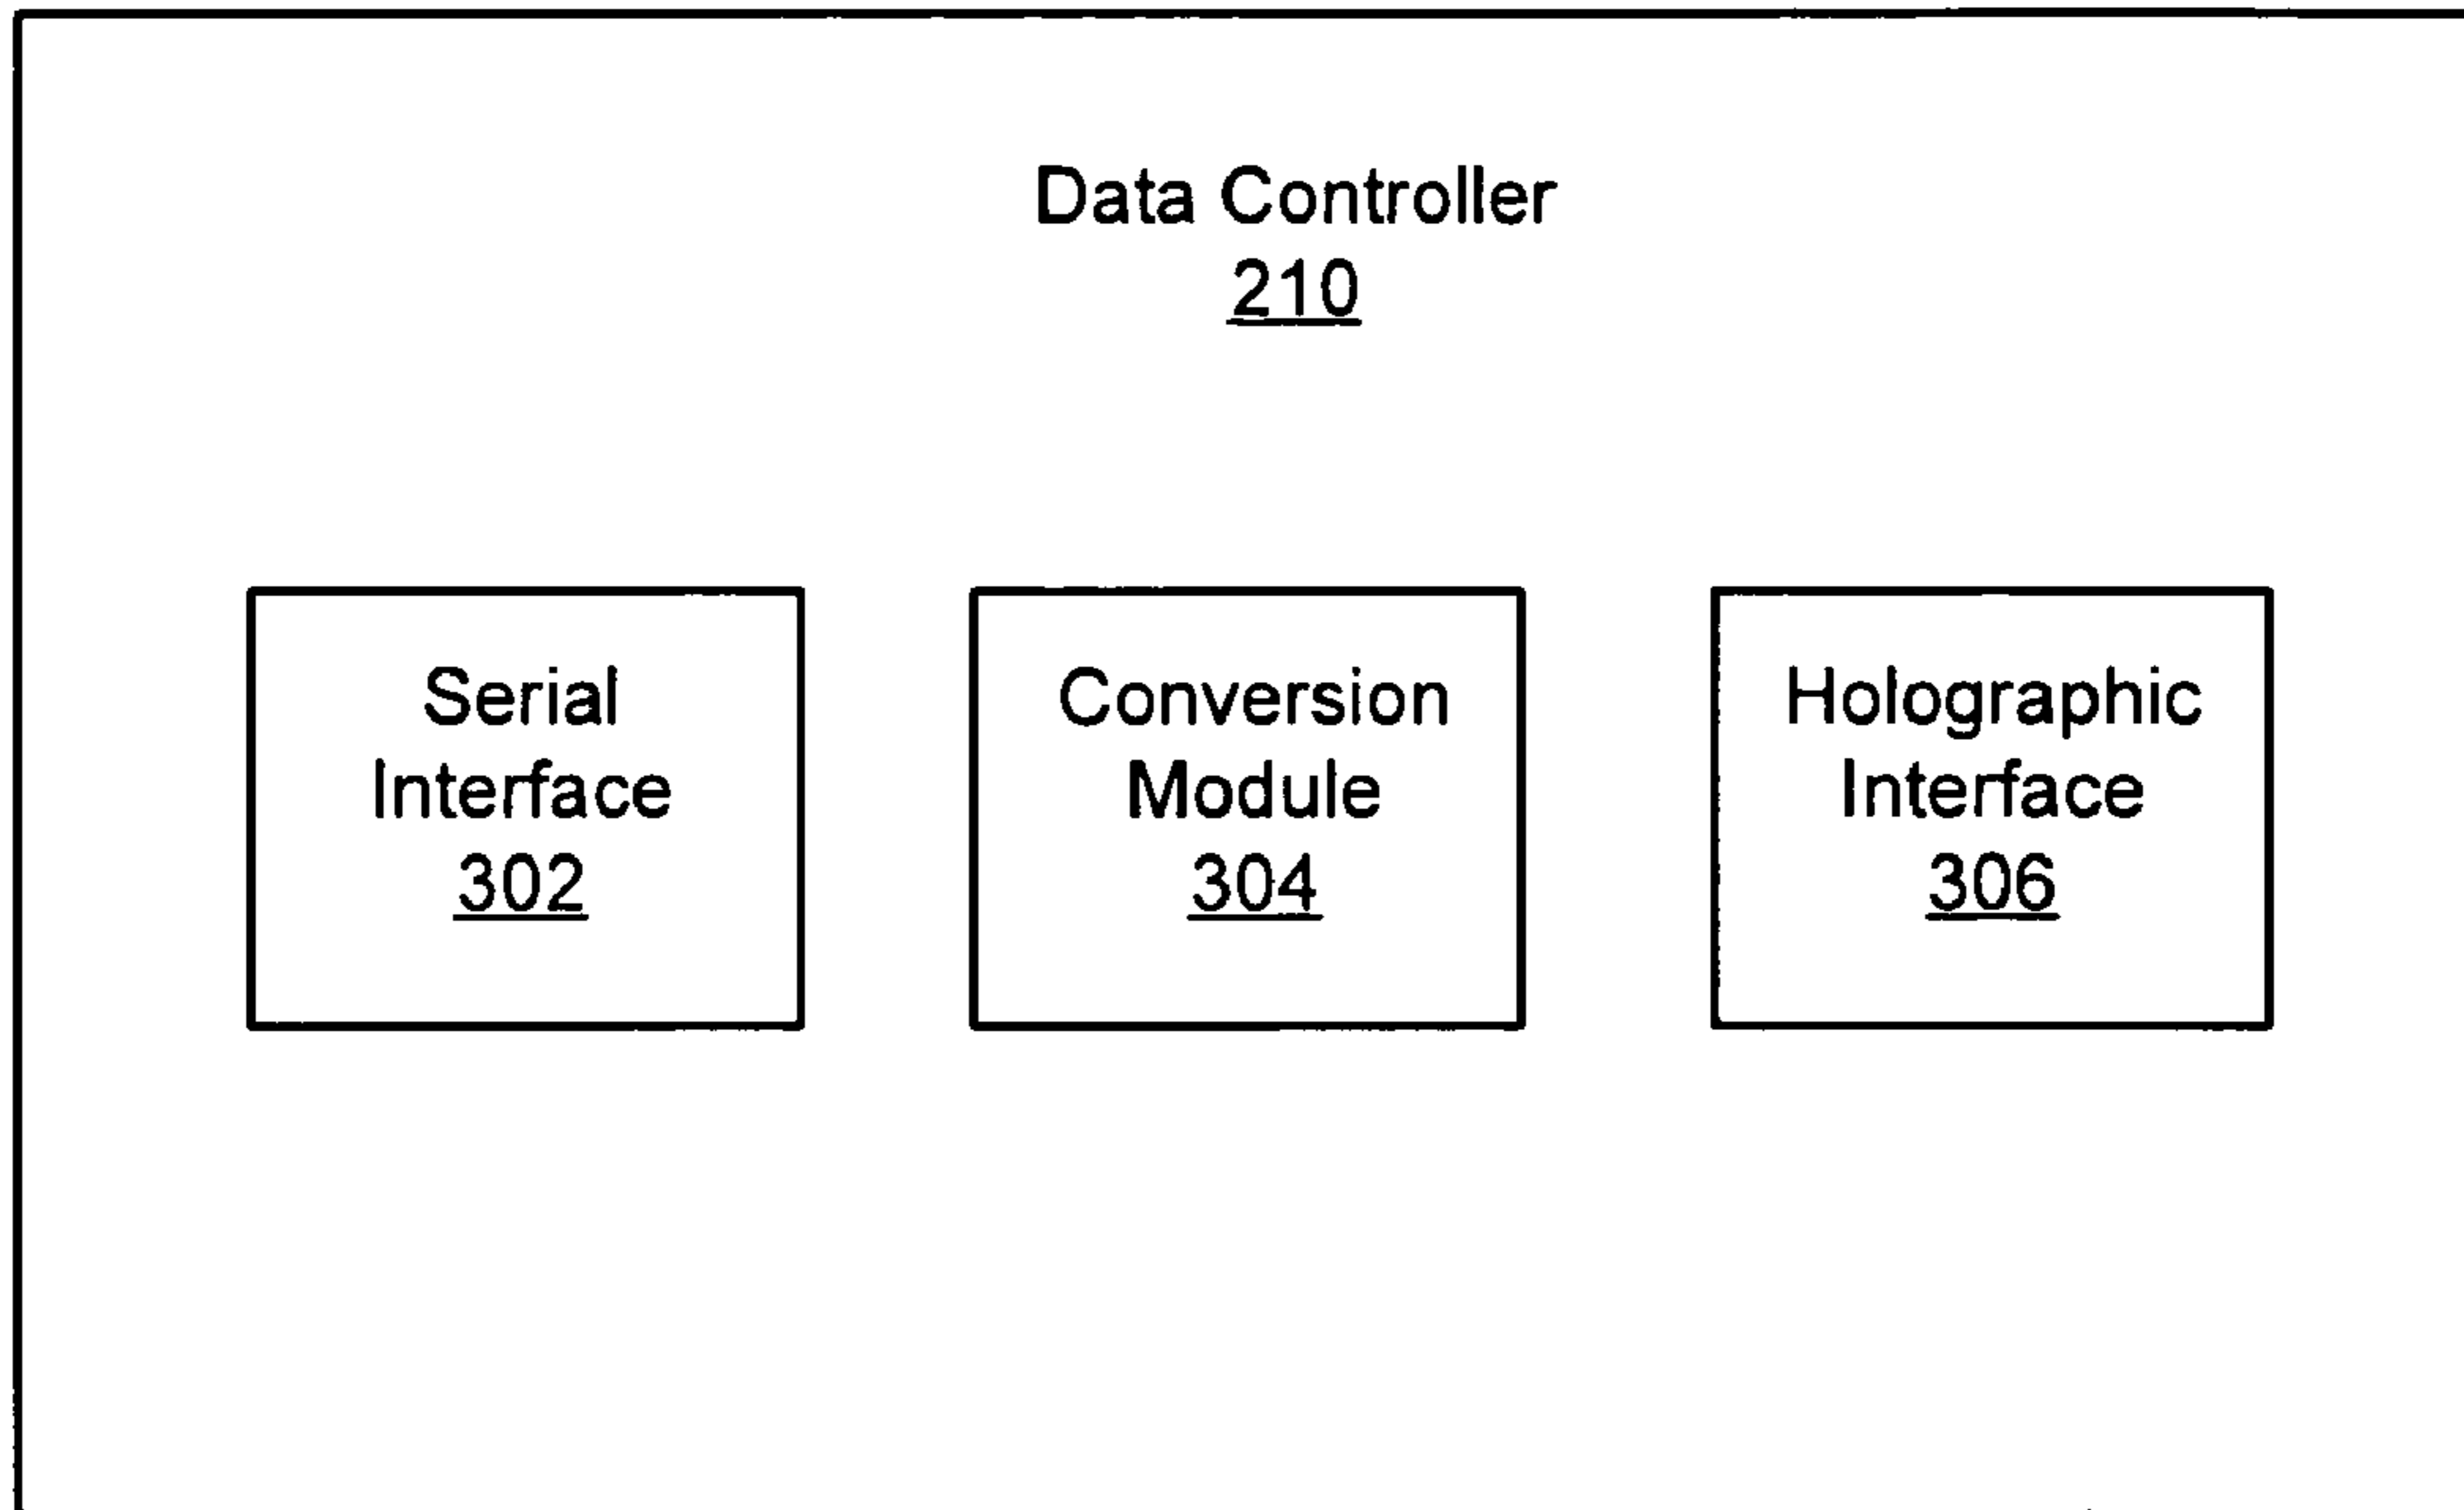 Data Controller
210
Serial
Interface
302
Conversion
Module
304
Holographic
Interface
306